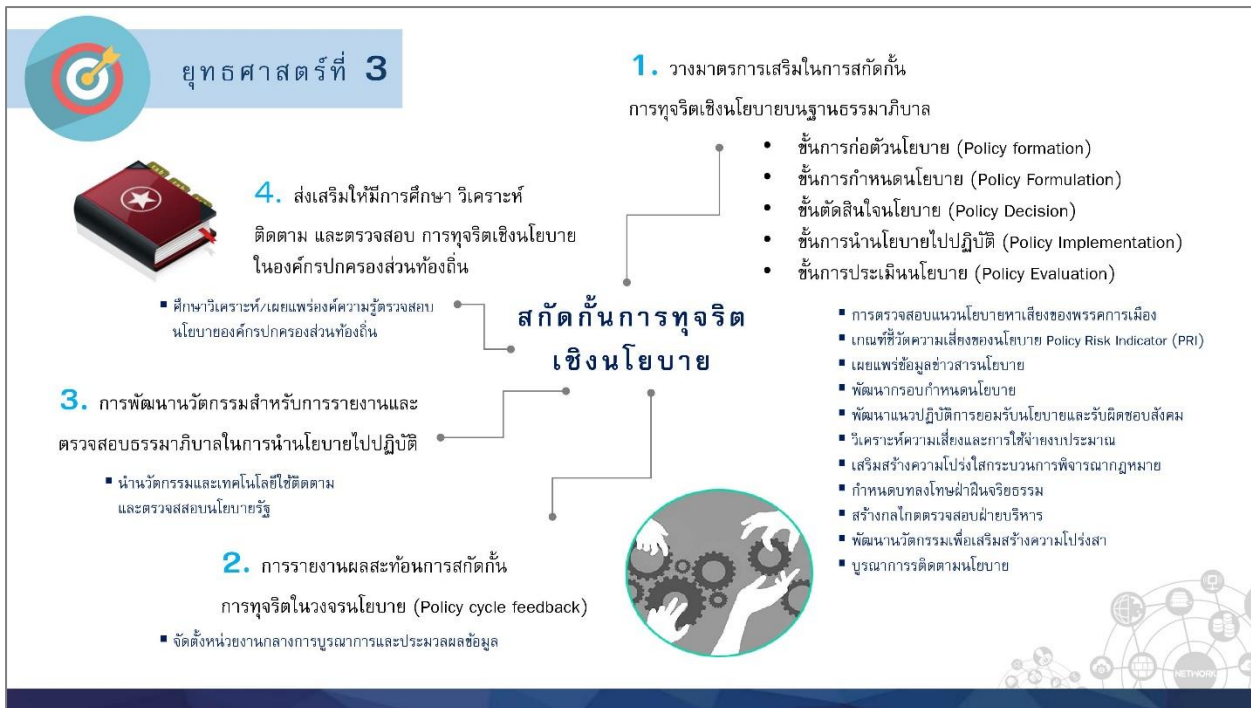 ยุทธศาสตร์ที่ 3
1. วางมาตรการเสริมในการสกัดกั้น
การทุจริตเชิงนโยบายบนฐานธรรมาภิบาล
• ขั้นการก่อตัวนโยบาย (Policy formation)
• ขั้นการกำหนดนโยบาย (Policy Formulation)
• ขั้นตัดสินใจนโยบาย (Policy Decision)
• ขั้นการนำนโยบายไปปฏิบัติ (Policy Implementation)
• ขั้นการประเมินนโยบาย (Policy Evaluation)
▪ การตรวจสอบแนวนโยบายหาเสียงของพรรคการเมือง
▪ เกณฑ์ชี้วัดความเสี่ยงของนโยบาย Policy Risk Indicator (PRI)
▪ เผยแพร่ข้อมูลข่าวสารนโยบาย
▪ พัฒนากรอบกำหนดนโยบาย
▪ พัฒนาแนวปฏิบัติการยอมรับนโยบายและรับผิดชอบสังคม
▪ วิเคราะห์ความเสี่ยงและการใช้จ่ายงบประมาณ
▪ เสริมสร้างความโปร่งใสกระบวนการพิจารณากฎหมาย
▪ กำหนดบทลงโทษฝ่าฝืนจริยธรรม
▪ สร้างกลไกตรวจสอบฝ่ายบริหาร
▪ พัฒนานวัตกรรมเพื่อเสริมสร้างความโปร่งสา
▪ บูรณาการรติดตามนโยบาย
4. ส่งเสริมให้มีการศึกษา วิเคราะห์
ติดตาม และตรวจสอบ การทุจริตเชิงนโยบาย
ในองค์กรปกครองส่วนท้องถิ่น
▪ ศึกษาวิเคราะห์/เผยแพร่องค์ความรู้ตรวจสอบ
นโยบายองค์กรปกครองส่วนท้องถิ่น
สกัดกั้นการทุจริต
เชิงนโยบาย
3. การพัฒนานวัตกรรมสำหรับการรายงานและ
ตรวจสอบธรรมาภิบาลในการนำนโยบายไปปฏิบัติ
▪ นำนวัตกรรมและเทคโนโลยีใช้ติดตาม
และตรวจสสอบนโยบายรัฐ
2. การรายงานผลสะท้อนการสกัดกั้น
การทุจริตในวงจรนโยบาย (Policy cycle feedback)
▪ จัดตั้งหน่วยงานกลางการบูรณาการและประมวลผลข้อมูล
NETWORK